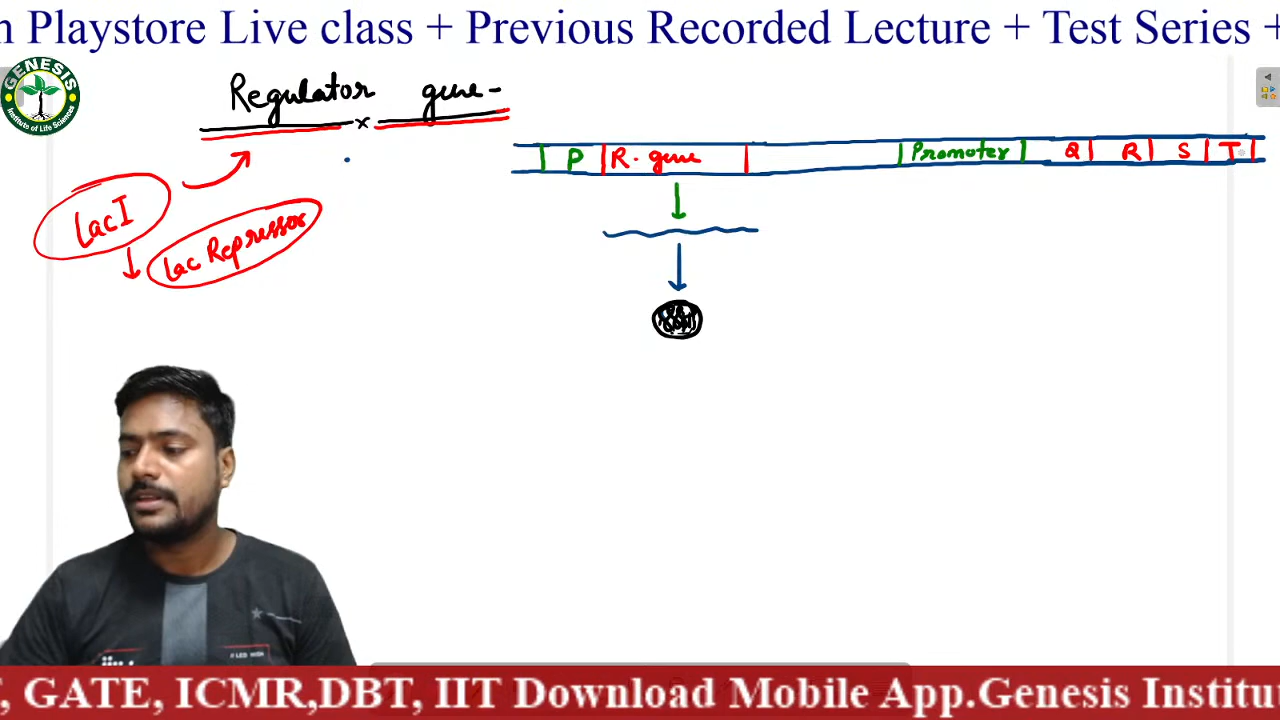 n Playstore Live class + Previous Recorded Lecture + Test Series +
GENESIS
Institute of Life Sciences
Regulator gene-
P R. gene Promoter Q R S T
LacI
Lac Repressor
, GATE, ICMR,DBT, IIT Download Mobile App.Genesis Institu